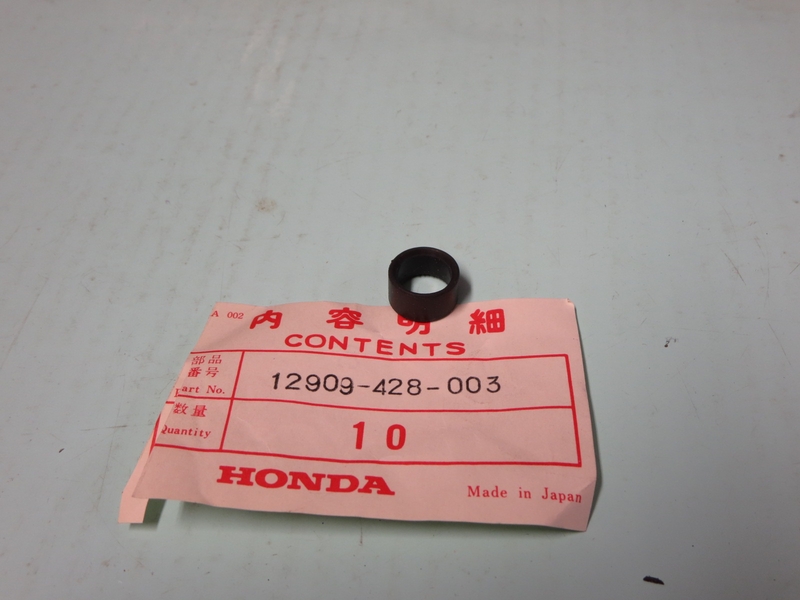 A 002 内容明細
CONTENTS
部品
番号
Part No. 12909-428-003
数量
Quantity 10
HONDA Made in Japan